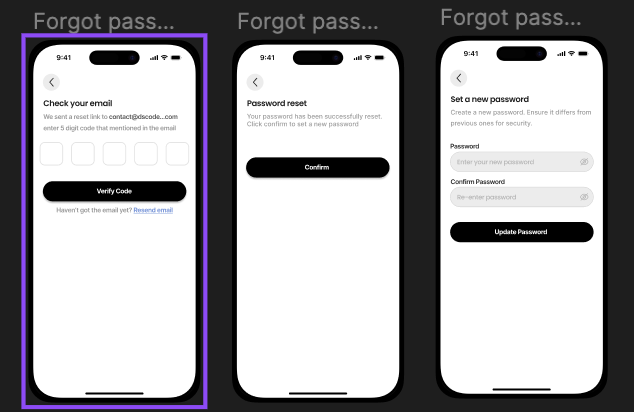 Forgot pass...
9:41
Check your email
We sent a reset link to contact@dscode...com
enter 5 digit code that mentioned in the email
Verify Code
Haven't got the email yet? Resend email
Forgot pass...
9:41
Password reset
Your password has been successfully reset.
Click confirm to set a new password
Confirm
Forgot pass...
9:41
Set a new password
Create a new password. Ensure it differs from
previous ones for security.
Password
Enter your new password
Confirm Password
Re-enter password
Update Password